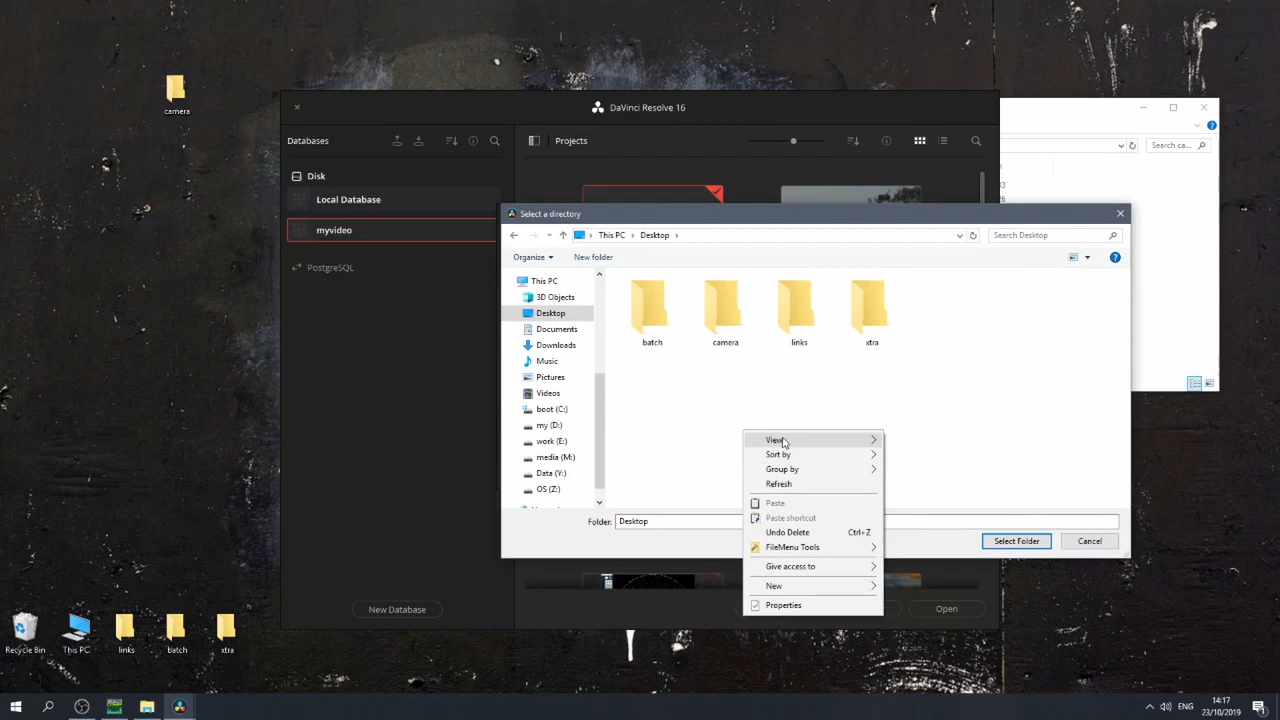 camera
DaVinci Resolve 16
Databases
Projects
Search ca...
Disk
Local Database
myvideo
PostgreSQL
Select a directory
This PC > Desktop >
Search Desktop
Organize
New folder
This PC
3D Objects
Desktop
Documents
Downloads
Music
Pictures
Videos
boot (C:)
my (D:)
work (E:)
media (M:)
Data (Y:)
OS (Z:)
batch
camera
links
xtra
View
Sort by
Group by
Refresh
Paste
Paste shortcut
Undo Delete Ctrl+Z
FileMenu Tools
Give access to
New
Properties
Folder: Desktop
Select Folder
Cancel
New Database
Open
Recycle Bin
This PC
links
batch
xtra
ENG
14:17
23/10/2019